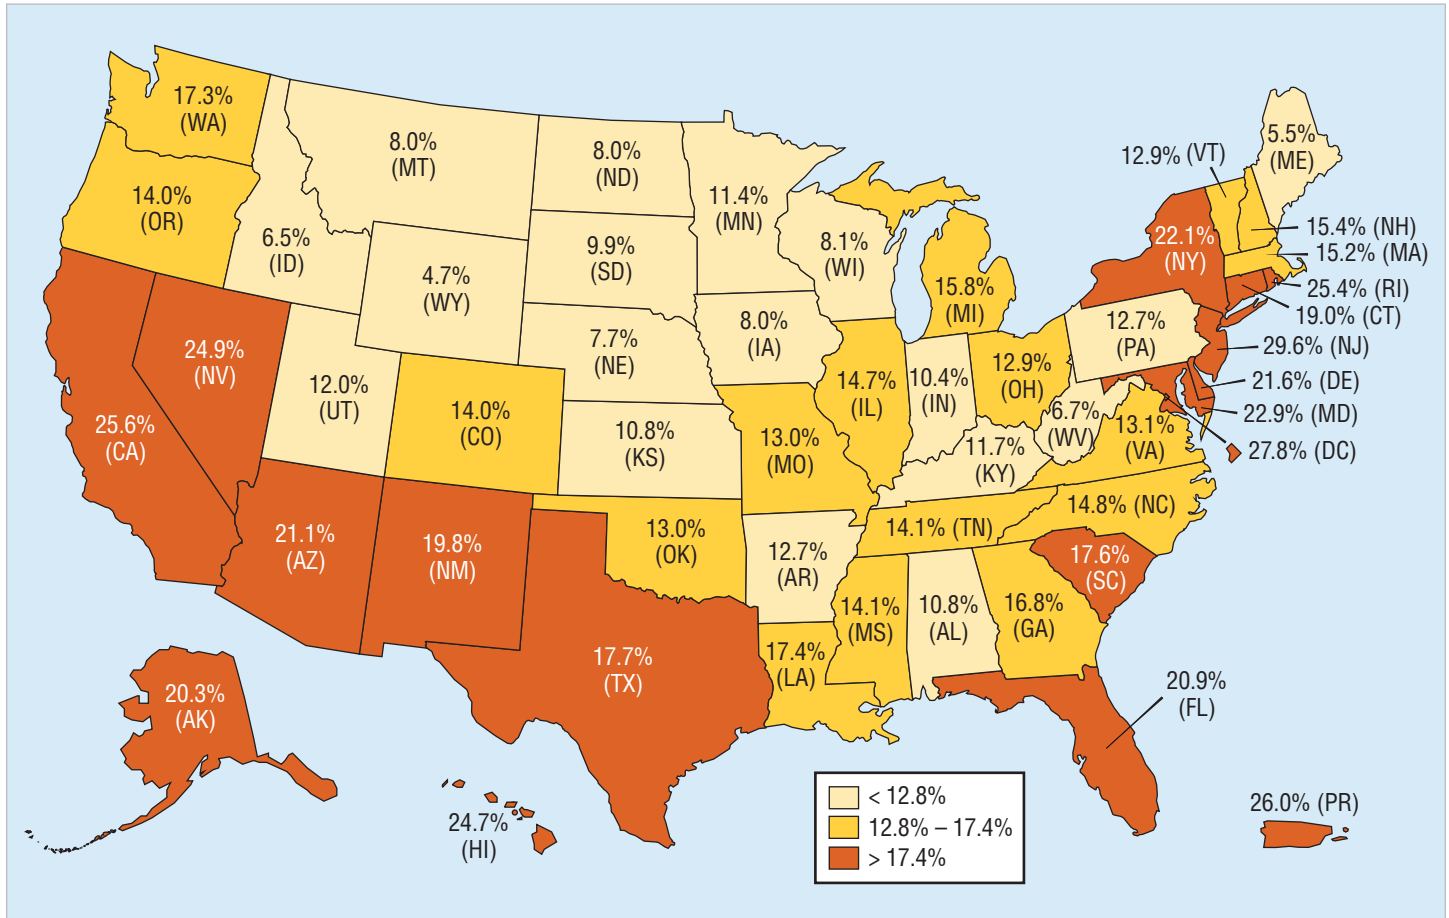 17.3%
(WA)
14.0%
(OR)
6.5%
(ID)
8.0%
(MT)
8.0%
(ND)
11.4%
(MN)
8.1%
(WI)
9.9%
(SD)
4.7%
(WY)
7.7%
(NE)
8.0%
(IA)
15.8%
(MI)
12.9% (VT)
5.5%
(ME)
22.1%
(NY)
15.4% (NH)
15.2% (MA)
25.4% (RI)
19.0% (CT)
29.6% (NJ)
21.6% (DE)
22.9% (MD)
27.8% (DC)
12.7%
(PA)
25.6%
(CA)
24.9%
(NV)
12.0%
(UT)
14.0%
(CO)
10.8%
(KS)
13.0%
(MO)
14.7%
(IL)
10.4%
(IN)
12.9%
(OH)
6.7%
(WV)
13.1%
(VA)
11.7%
(KY)
21.1%
(AZ)
19.8%
(NM)
13.0%
(OK)
12.7%
(AR)
14.1% (TN)
14.8% (NC)
17.6%
(SC)
17.7%
(TX)
17.4%
(LA)
14.1%
(MS)
10.8%
(AL)
16.8%
(GA)
20.9%
(FL)
20.3%
(AK)
24.7%
(HI)
26.0% (PR)
< 12.8%
12.8% – 17.4%
> 17.4%